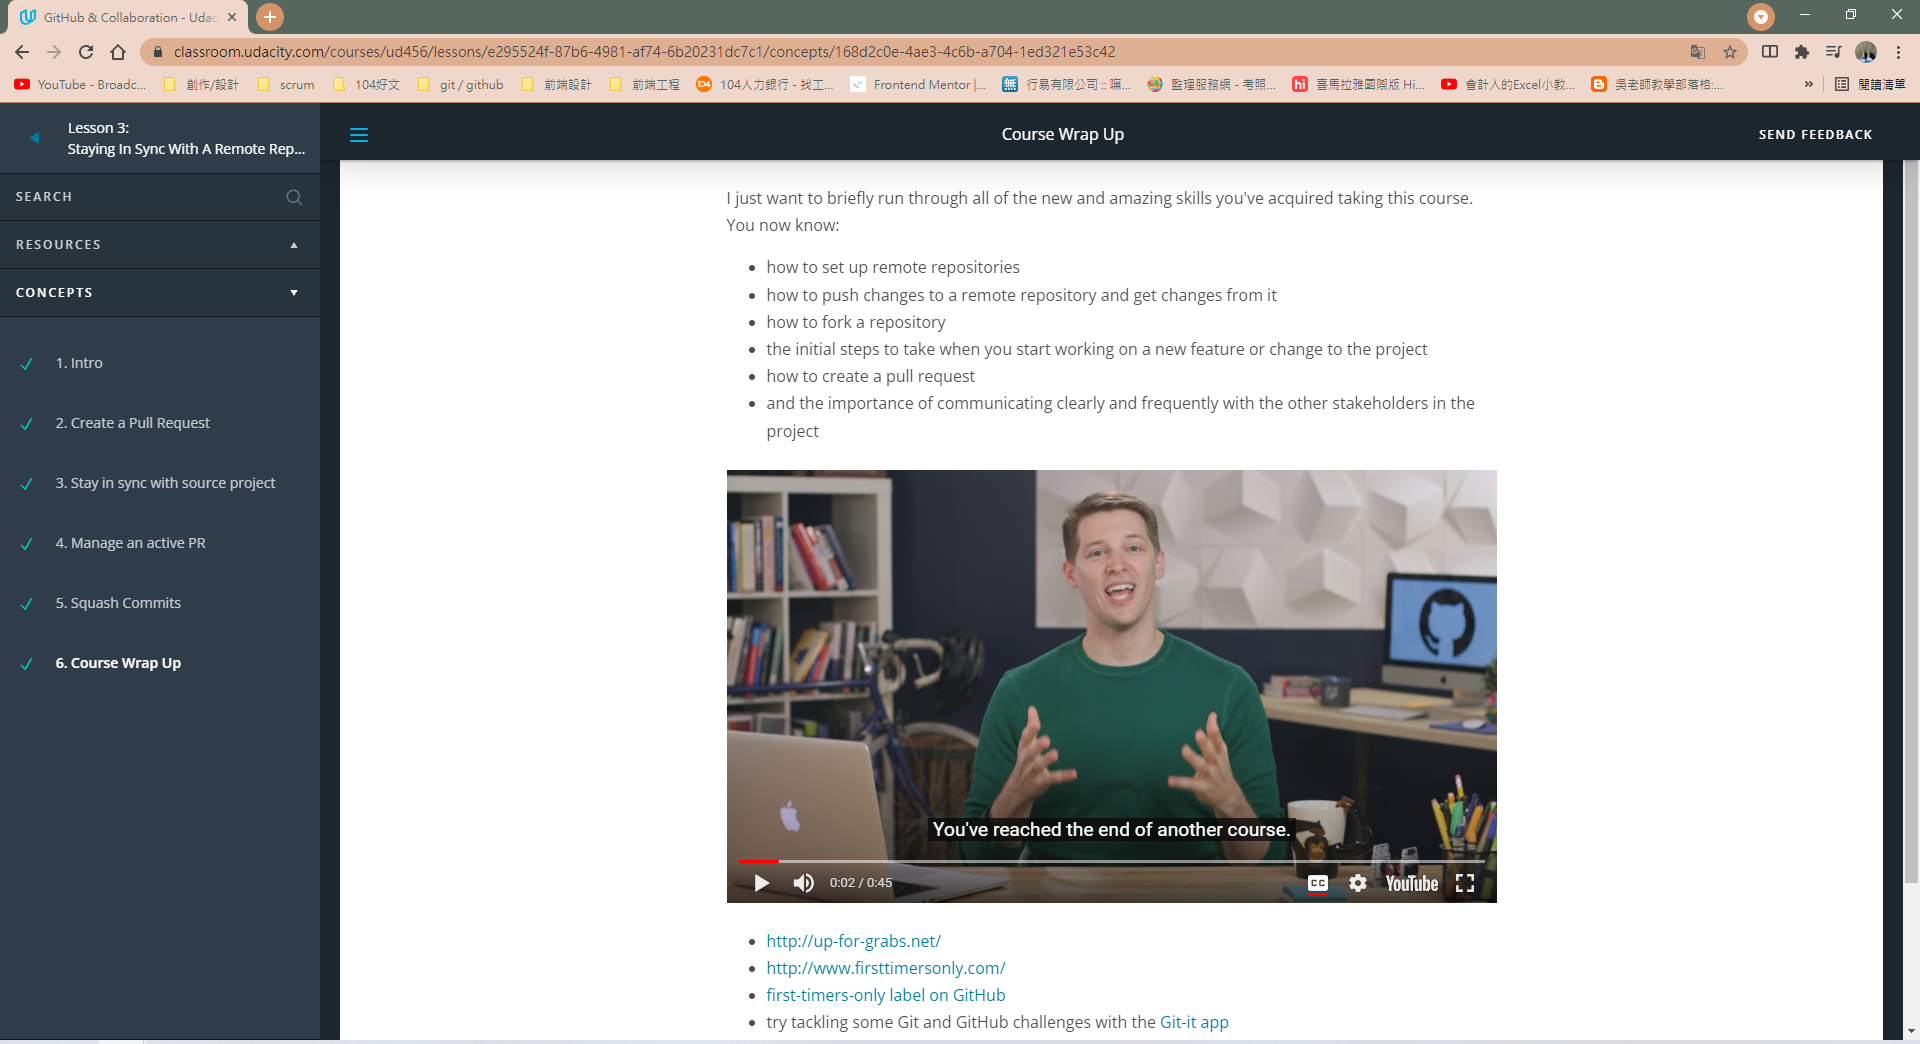 GitHub & Collaboration - Udac
classroom.udacity.com/courses/ud456/lessons/e295524f-87b6-4981-af74-6b20231dc7c1/concepts/168d2c0e-4ae3-4c6b-a704-1ed321e53c42
YouTube - Broadc... 創作/設計 scrum 104好文 git / github 前端設計 前端工程 104人力銀行 - 找工... Frontend Mentor |... 行易有限公司 :: 嘸... 監理服務網 - 考照... 喜馬拉雅國際版 Hi... 會計人的Excel小教... 吳老師教學部落格:... » 閱讀清單
Lesson 3:
Staying In Sync With A Remote Rep...
SEARCH
RESOURCES
CONCEPTS
1. Intro
2. Create a Pull Request
3. Stay in sync with source project
4. Manage an active PR
5. Squash Commits
6. Course Wrap Up
Course Wrap Up
SEND FEEDBACK
I just want to briefly run through all of the new and amazing skills you've acquired taking this course.
You now know:
how to set up remote repositories
how to push changes to a remote repository and get changes from it
how to fork a repository
the initial steps to take when you start working on a new feature or change to the project
how to create a pull request
and the importance of communicating clearly and frequently with the other stakeholders in the
project
You've reached the end of another course.
0:02 / 0:45
CC
YouTube
http://up-for-grabs.net/
http://www.firsttimersonly.com/
first-timers-only label on GitHub
try tackling some Git and GitHub challenges with the Git-it app